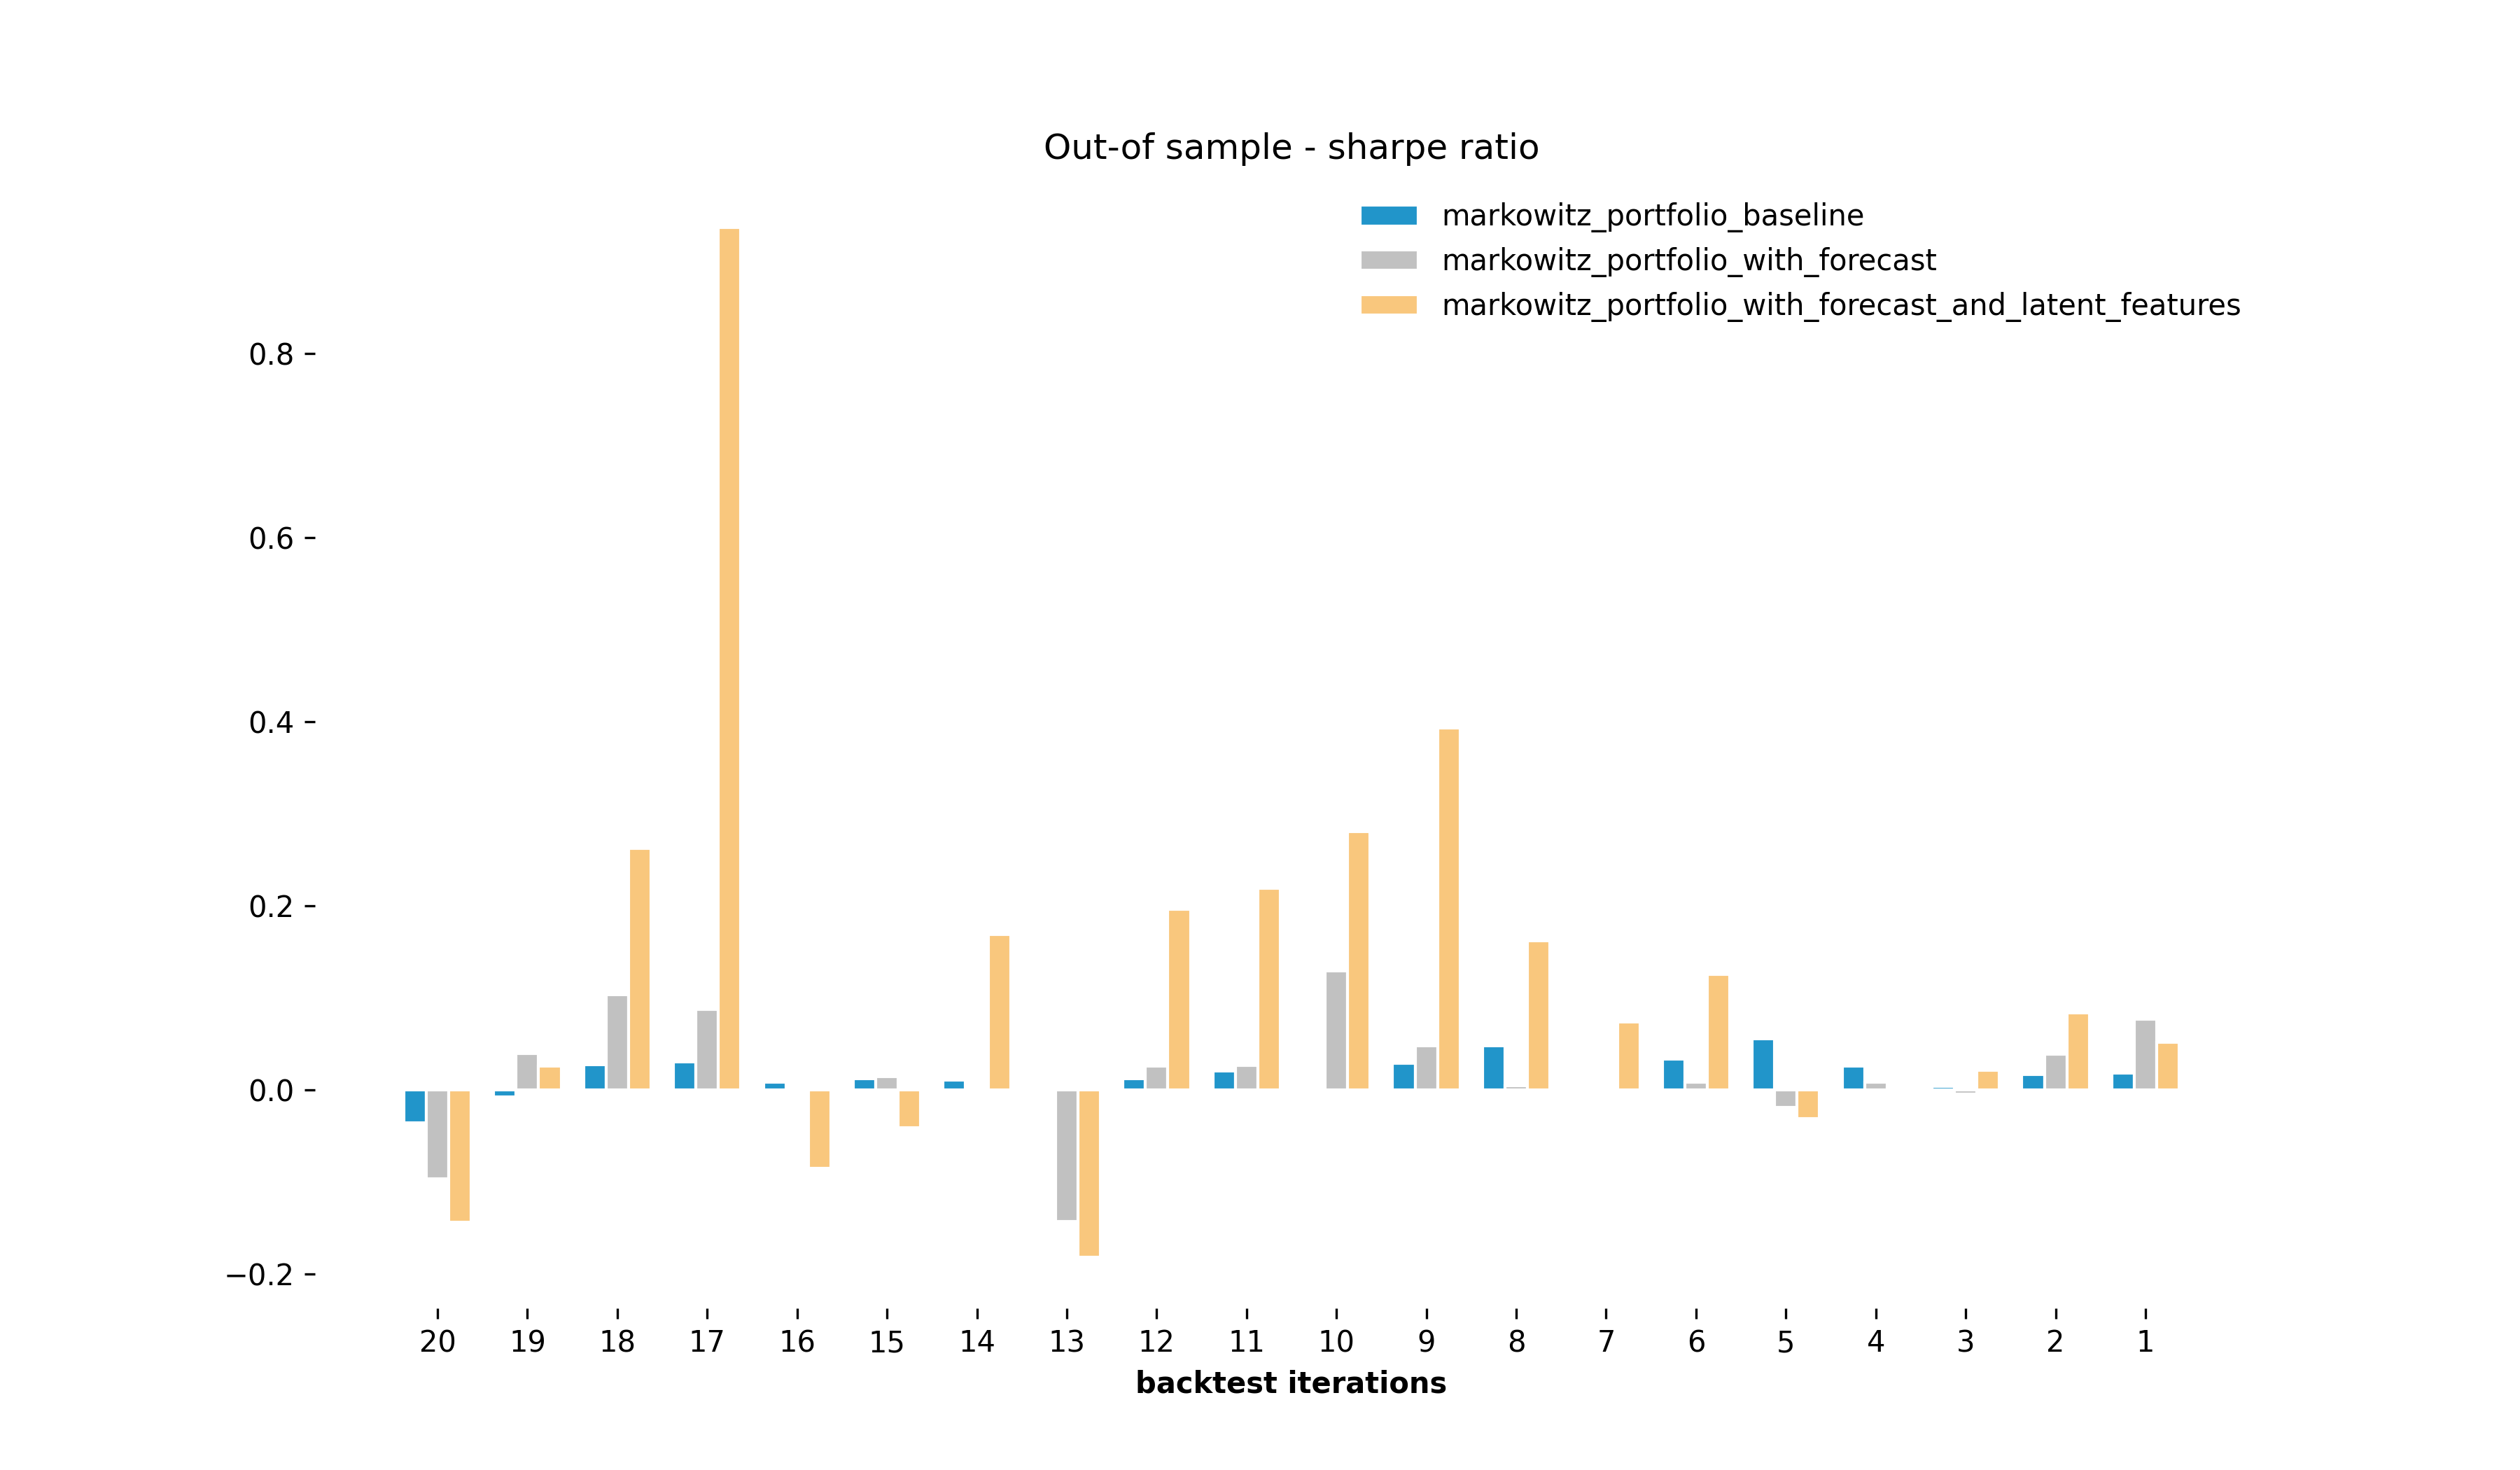 Out-of sample - sharpe ratio
markowitz_portfolio_baseline
markowitz_portfolio_with_forecast
markowitz_portfolio_with_forecast_and_latent_features
0.8
0.6
0.4
0.2
0.0
−0.2
20 19 18 17 16 15 14 13 12 11 10 9 8 7 6 5 4 3 2 1
backtest iterations